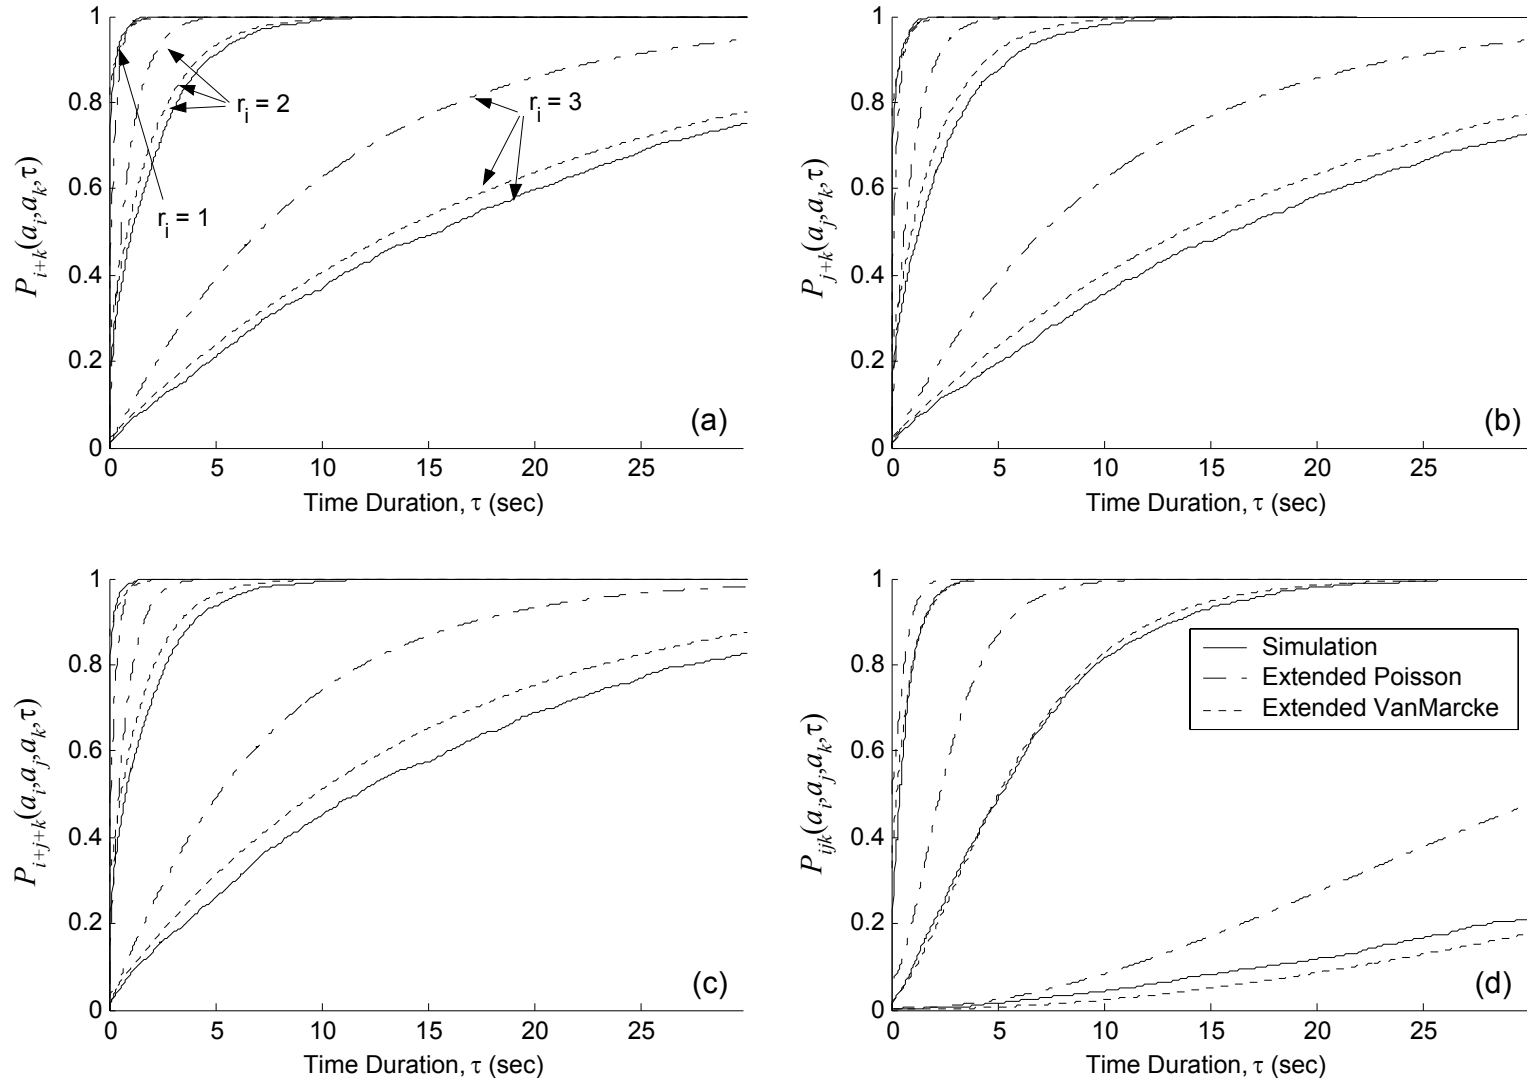 1
0.8
0.6
0.4
0.2
0
P_{i+k}(a_i,a_k,τ)
r_i = 1
r_i = 2
r_i = 3
(a)
0 5 10 15 20 25
Time Duration, τ (sec)
1
0.8
0.6
0.4
0.2
0
P_{j+k}(a_j,a_k,τ)
(b)
0 5 10 15 20 25
Time Duration, τ (sec)
1
0.8
0.6
0.4
0.2
0
P_{i+j+k}(a_i,a_j,a_k,τ)
(c)
0 5 10 15 20 25
Time Duration, τ (sec)
1
0.8
0.6
0.4
0.2
0
P_{ijk}(a_i,a_j,a_k,τ)
Simulation
Extended Poisson
Extended VanMarcke
(d)
0 5 10 15 20 25
Time Duration, τ (sec)